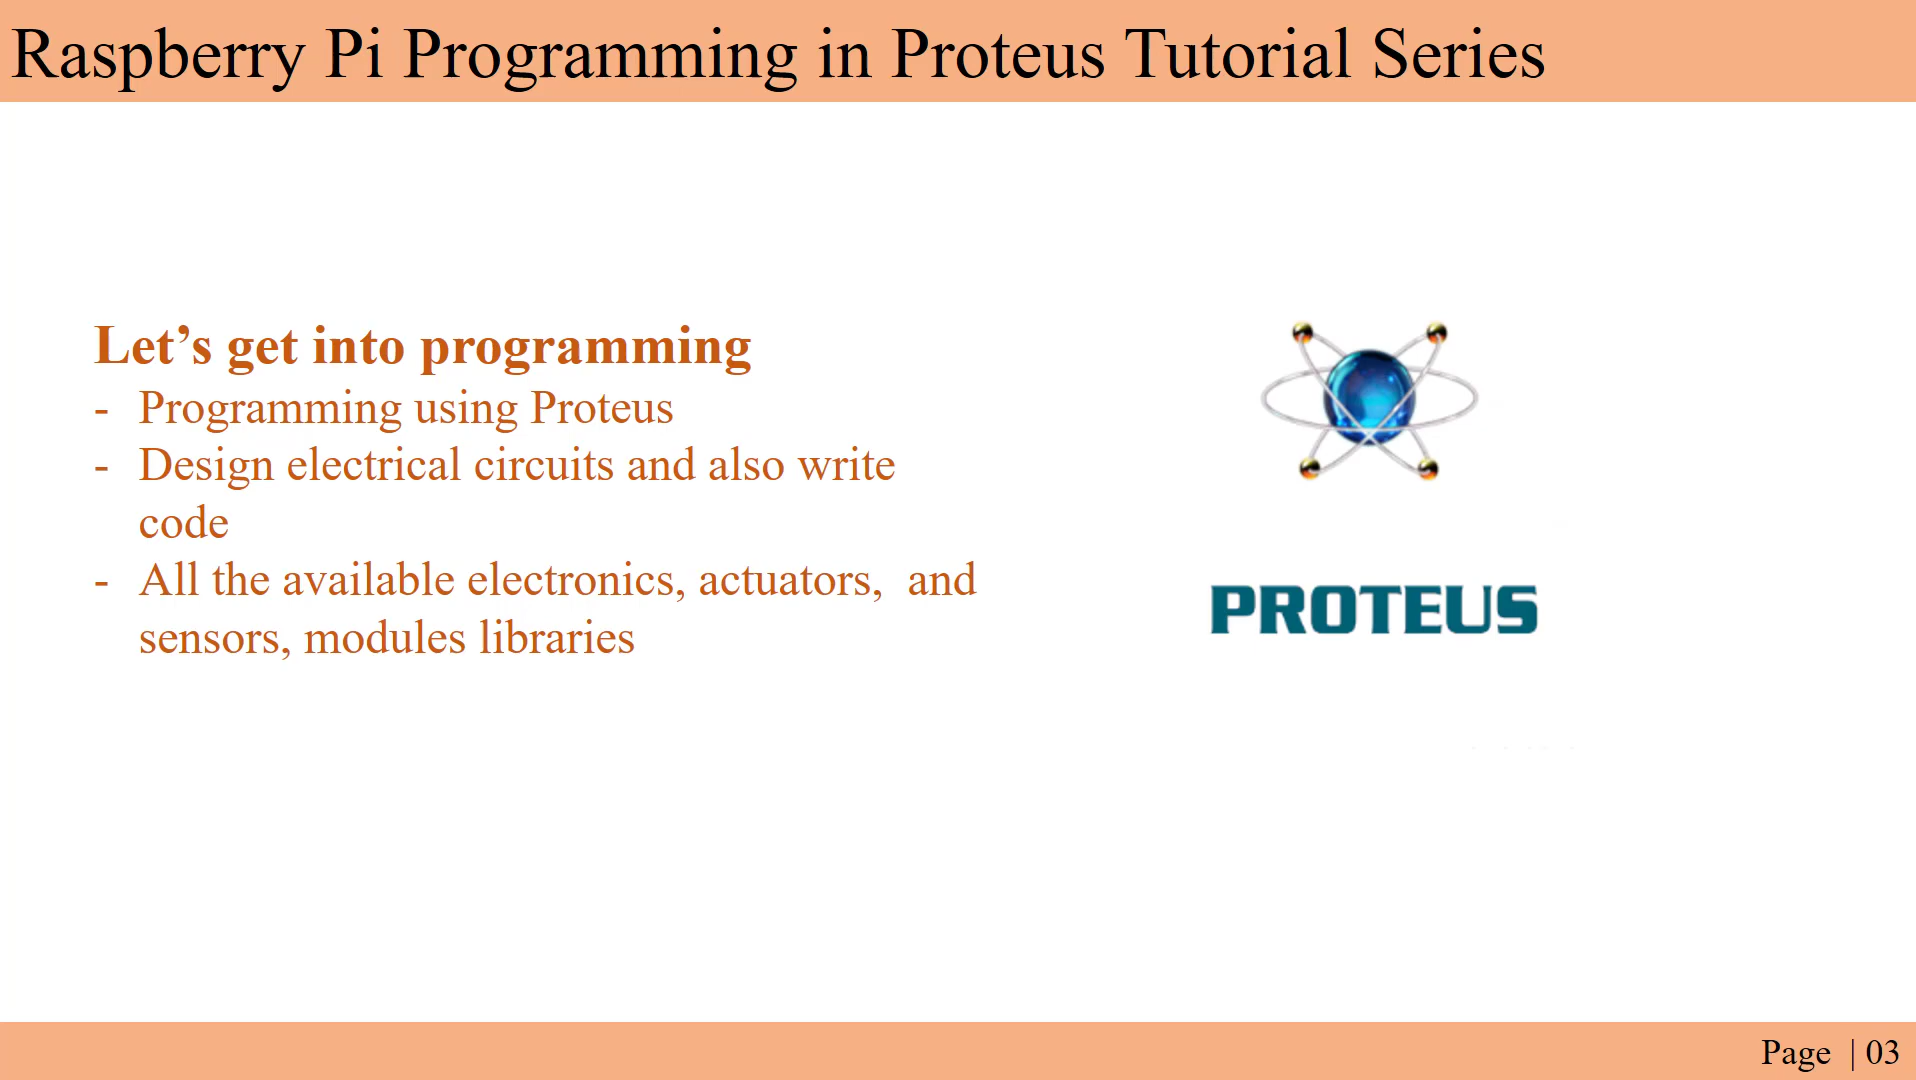 Raspberry Pi Programming in Proteus Tutorial Series
Let’s get into programming
- Programming using Proteus
- Design electrical circuits and also write
code
- All the available electronics, actuators,  and
sensors, modules libraries
PROTEUS
Page | 03